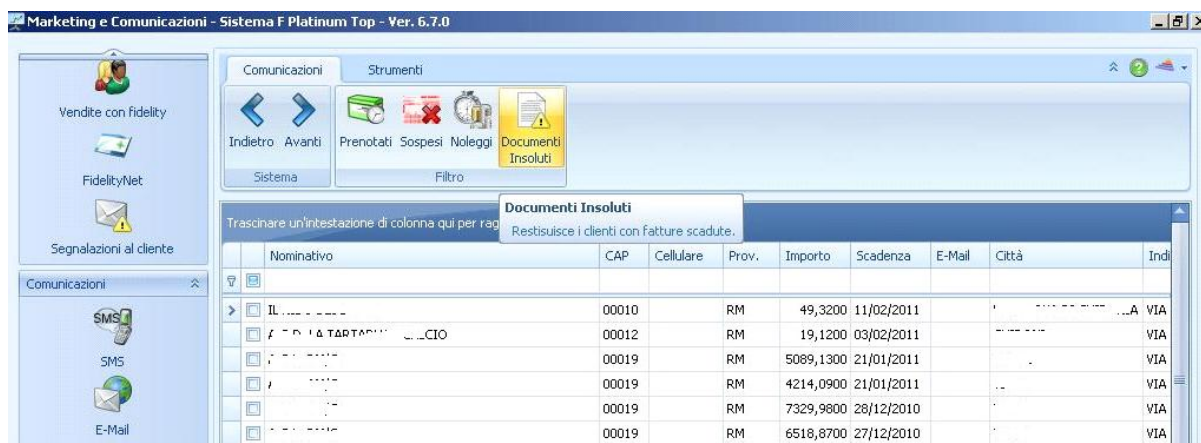 Marketing e Comunicazioni - Sistema F Platinum Top - Ver. 6.7.0
Vendite con fidelity
FidelityNet
Segnalazioni al cliente
Comunicazioni
SMS
SMS
E-Mail
Comunicazioni Strumenti
Indietro Avanti Prenotati Sospesi Noleggi Documenti
Insoluti
Sistema Filtro
Documenti Insoluti
Restisuisce i clienti con fatture scadute.
Trascinare un'intestazione di colonna qui per rag
Nominativo CAP Cellulare Prov. Importo Scadenza E-Mail Città Indi
00010 RM 49,3200 11/02/2011 VIA
00012 RM 19,1200 03/02/2011 VIA
00019 RM 5089,1300 21/01/2011 VIA
00019 RM 4214,0900 21/01/2011 VIA
00019 RM 7329,9800 28/12/2010 VIA
00019 RM 6518,8700 27/12/2010 VIA